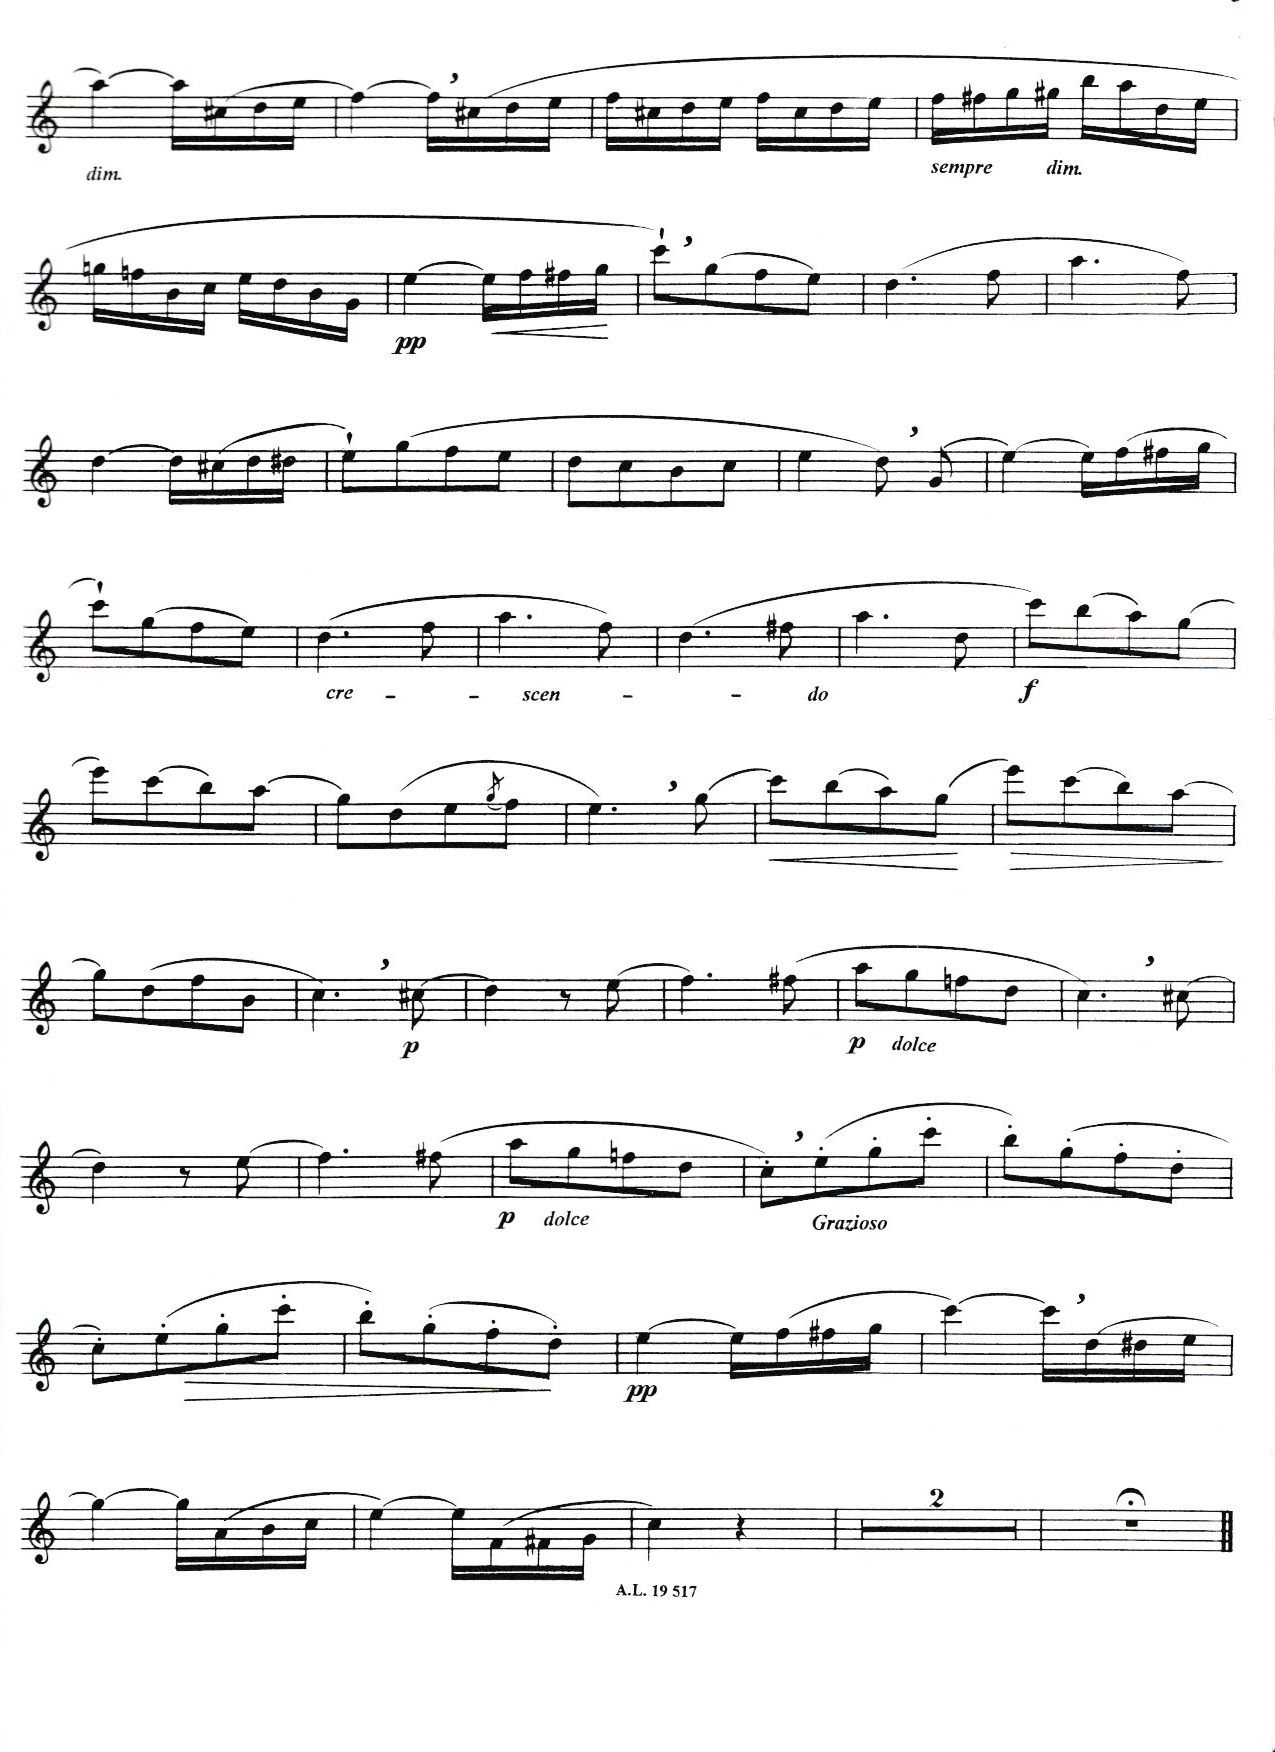 dim.
sempre dim.
pp
cre - - scen - - do f
p
p dolce
p dolce Grazioso
pp
2
A.L. 19 517